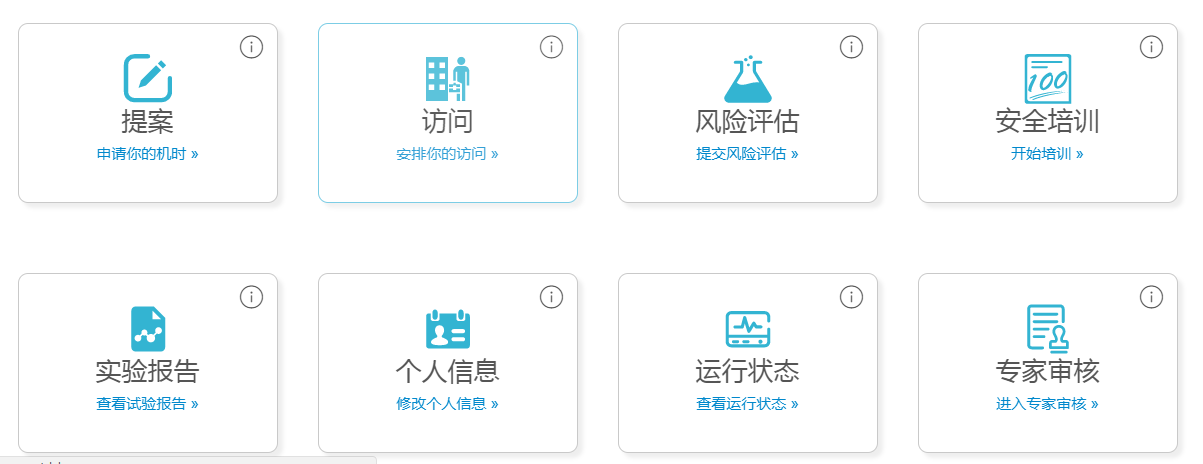 提案
申请你的机时 »
访问
安排你的访问 »
风险评估
提交风险评估 »
100
安全培训
开始培训 »
实验报告
查看试验报告 »
个人信息
修改个人信息 »
运行状态
查看运行状态 »
专家审核
进入专家审核 »